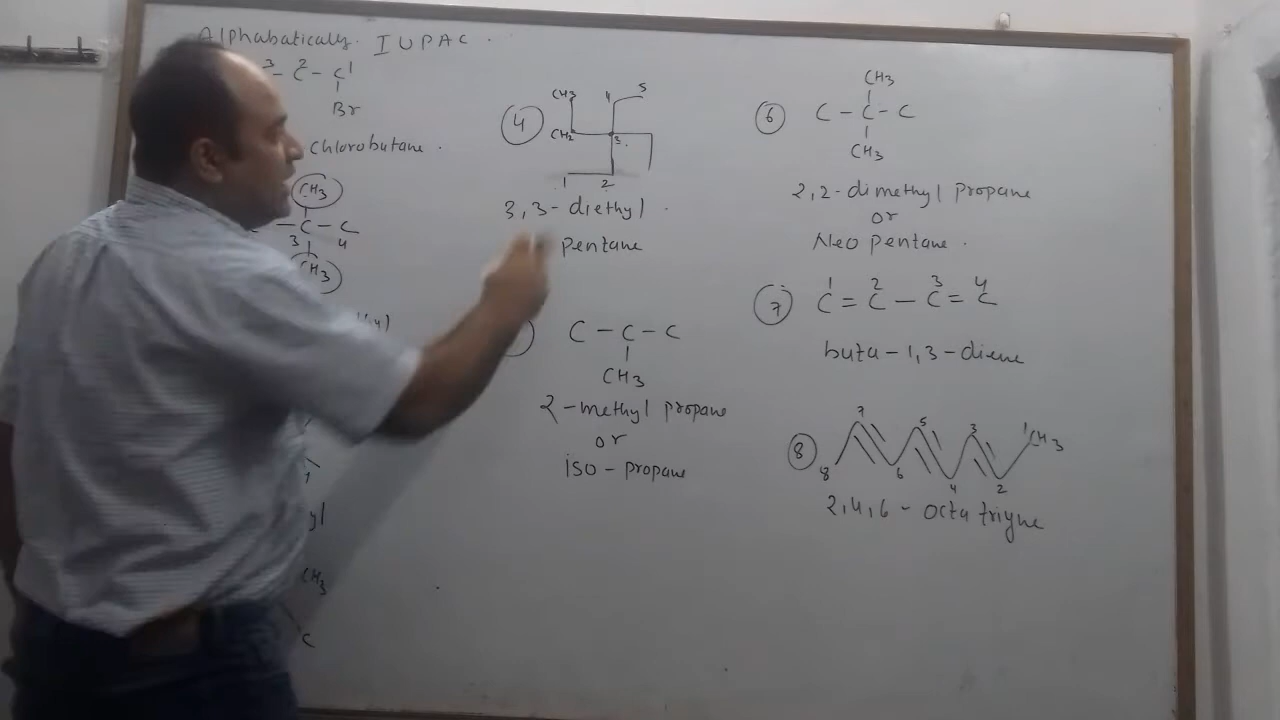 Alphabatically. IUPAC.
3 2 1
- C - C
Br
chlorobutane.
CH3
- C - C
3 4
CH3
yl
CH3
C
4
CH3 4 5
CH2 3.
1 2
3,3-diethyl.
pentane
C - C - C
CH3
2-methyl propane
or
iso-propane
6
CH3
C - C - C
CH3
2,2-dimethyl propane
or
Neo pentane.
1 2 3 4
7 C = C - C = C
buta-1,3-diene
7 5 3 1 CH3
8
8 6 4 2
2,4,6-octa triyne